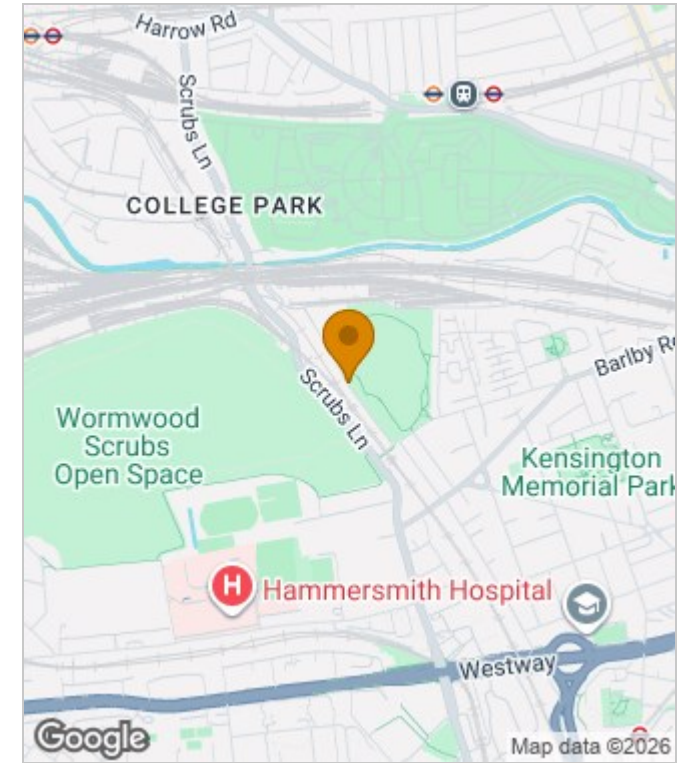 Harrow Rd
Scrubs Ln
COLLEGE PARK
Scrubs Ln
Barlby R
Wormwood
Scrubs
Open Space
Kensington
Memorial Park
H
Hammersmith Hospital
Westway
Google
Map data ©2026